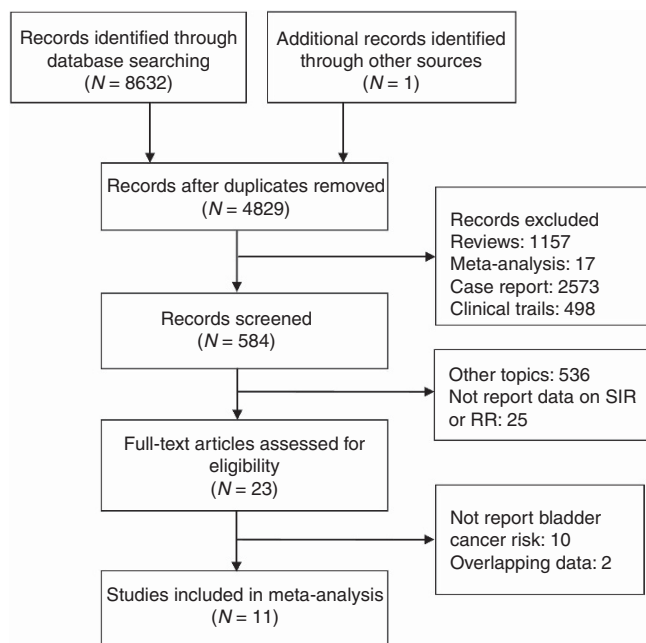 Records identified through
database searching
(N = 8632)
Additional records identified
through other sources
(N = 1)
Records after duplicates removed
(N = 4829)
Records excluded
Reviews: 1157
Meta-analysis: 17
Case report: 2573
Clinical trails: 498
Records screened
(N = 584)
Other topics: 536
Not report data on SIR
or RR: 25
Full-text articles assessed for
eligibility
(N = 23)
Not report bladder
cancer risk: 10
Overlapping data: 2
Studies included in meta-analysis
(N = 11)